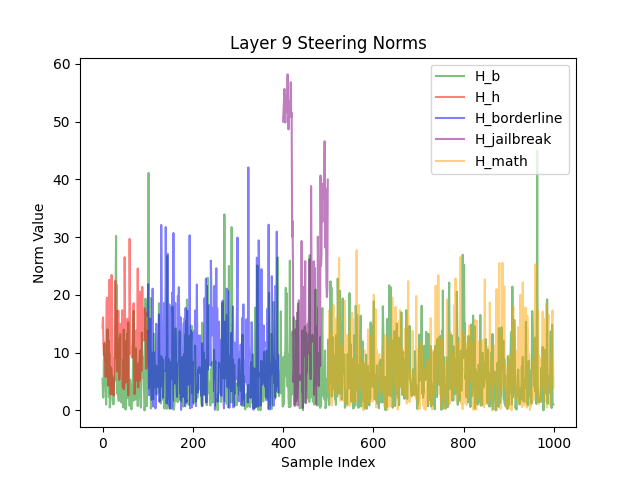 Layer 9 Steering Norms
60
50
40
30
20
10
0
Norm Value
H_b
H_h
H_borderline
H_jailbreak
H_math
0
200
400
600
800
1000
Sample Index